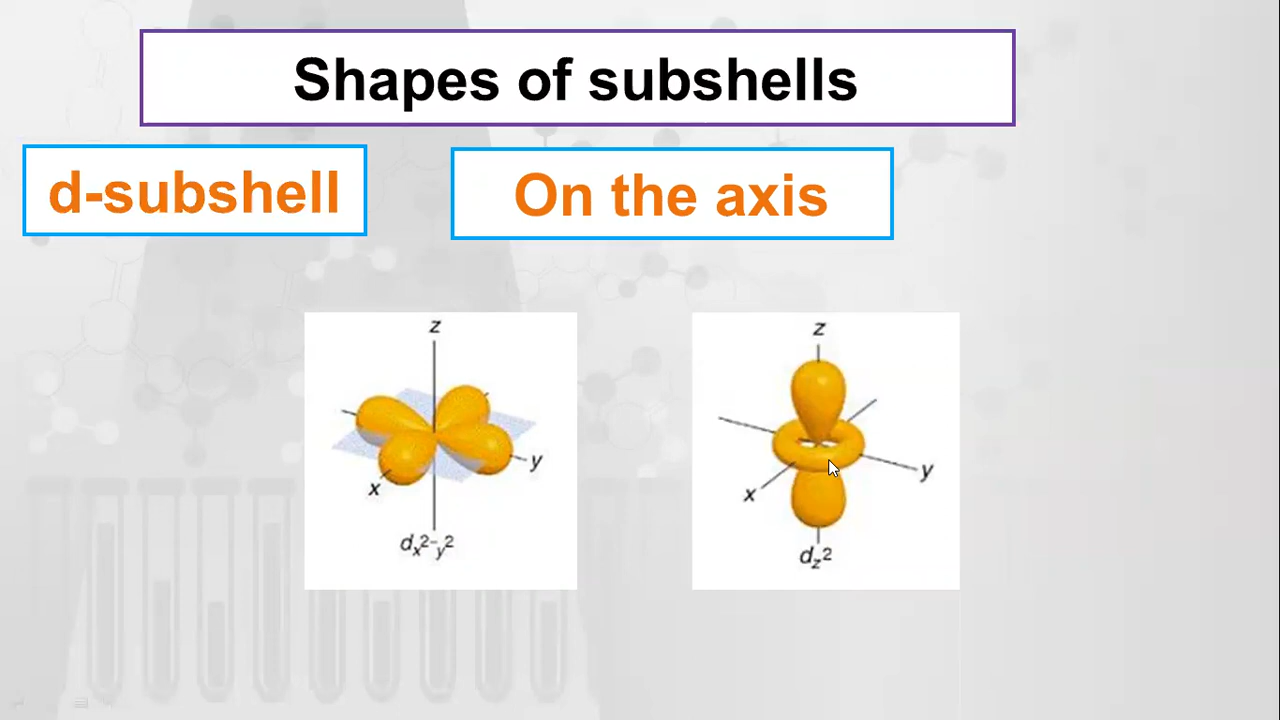 Shapes of subshells
d-subshell
On the axis
z
y
x
dx²-y²
z
y
x
dz²